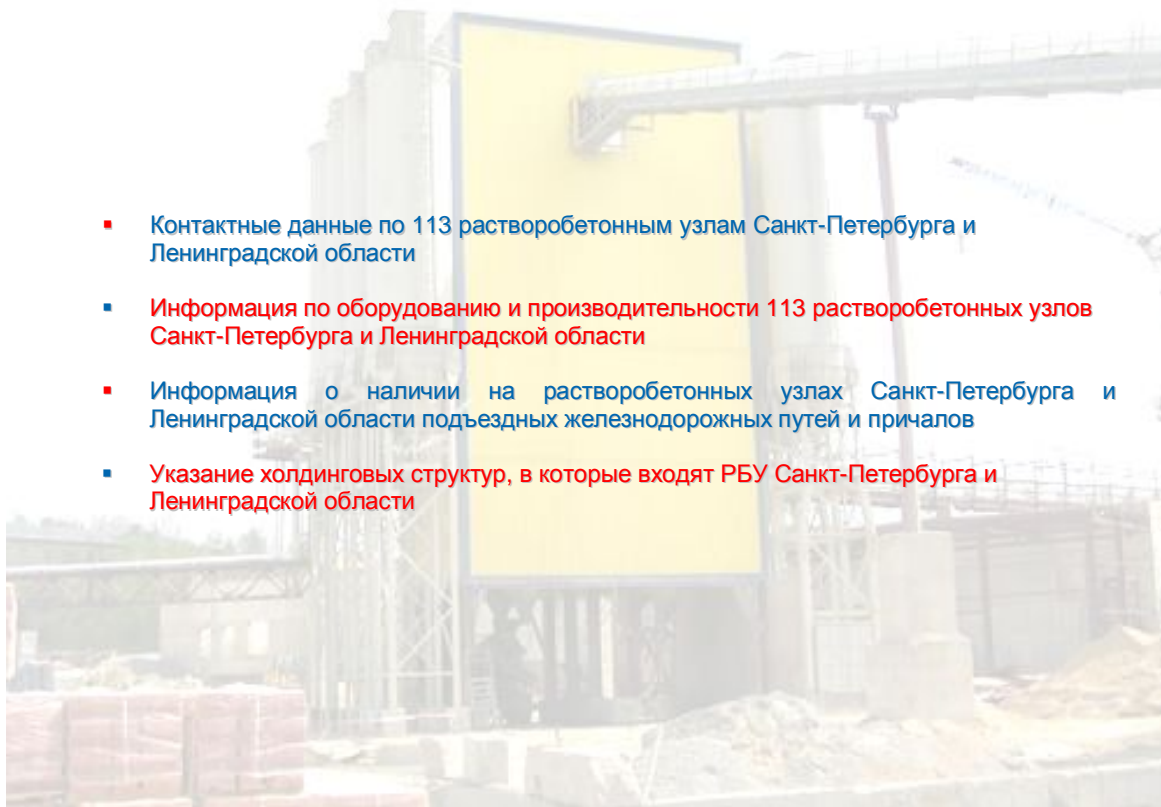 Контактные данные по 113 растворобетонным узлам Санкт-Петербурга и
Ленинградской области
Информация по оборудованию и производительности 113 растворобетонных узлов
Санкт-Петербурга и Ленинградской области
Информация о наличии на растворобетонных узлах Санкт-Петербурга и
Ленинградской области подъездных железнодорожных путей и причалов
Указание холдинговых структур, в которые входят РБУ Санкт-Петербурга и
Ленинградской области